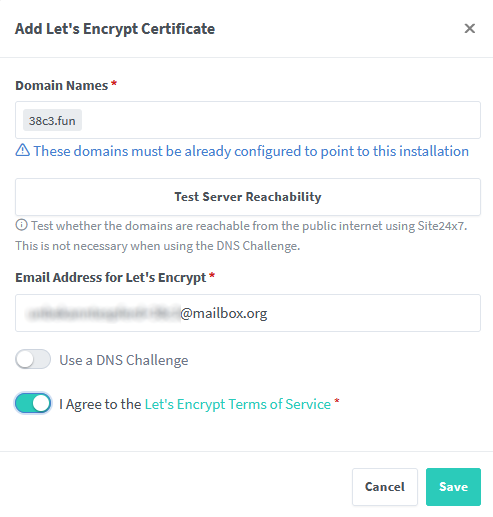 Add Let's Encrypt Certificate
Domain Names *
38c3.fun
These domains must be already configured to point to this installation
Test Server Reachability
Test whether the domains are reachable from the public internet using Site24x7.
This is not necessary when using the DNS Challenge.
Email Address for Let's Encrypt *
@mailbox.org
Use a DNS Challenge
I Agree to the Let's Encrypt Terms of Service *
Cancel
Save